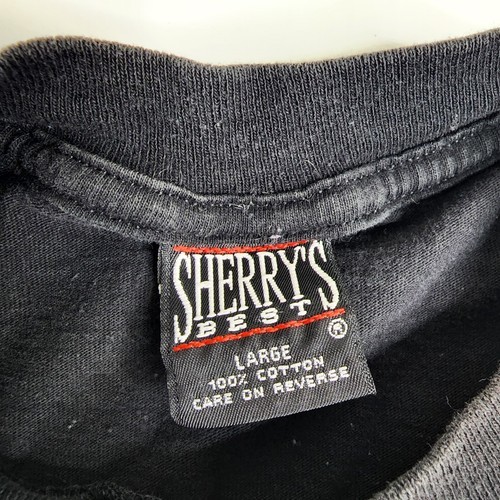 SHERRY'S
BEST
®
LARGE
100% COTTON
CARE ON REVERSE